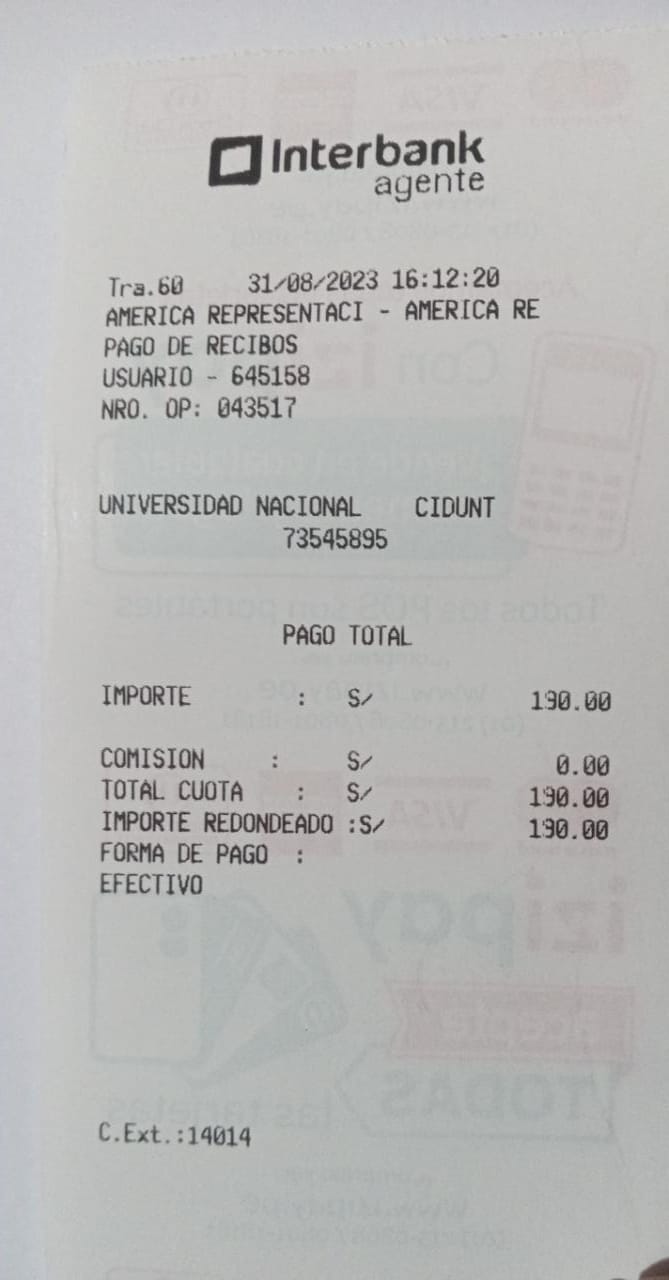 Interbank
agente
Tra.60 31/08/2023 16:12:20
AMERICA REPRESENTACI - AMERICA RE
PAGO DE RECIBOS
USUARIO - 645158
NRO. OP: 043517
UNIVERSIDAD NACIONAL CIDUNT
73545895
PAGO TOTAL
IMPORTE : S/ 190.00
COMISION : S/ 0.00
TOTAL CUOTA : S/ 190.00
IMPORTE REDONDEADO :S/ 190.00
FORMA DE PAGO :
EFECTIVO
C.Ext.:14014